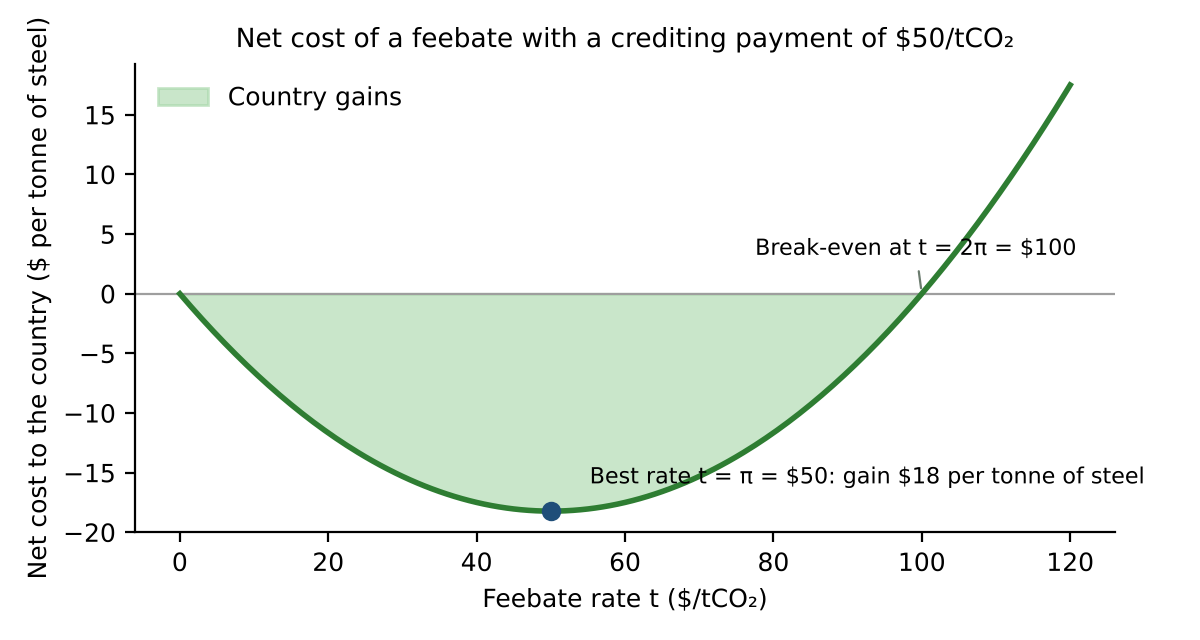 Net cost of a feebate with a crediting payment of $50/tCO₂
Net cost to the country ($ per tonne of steel)
Country gains
15
10
5
0
−5
−10
−15
−20
Break-even at t = 2π = $100
Best rate t = π = $50: gain $18 per tonne of steel
0 20 40 60 80 100 120
Feebate rate t ($/tCO₂)